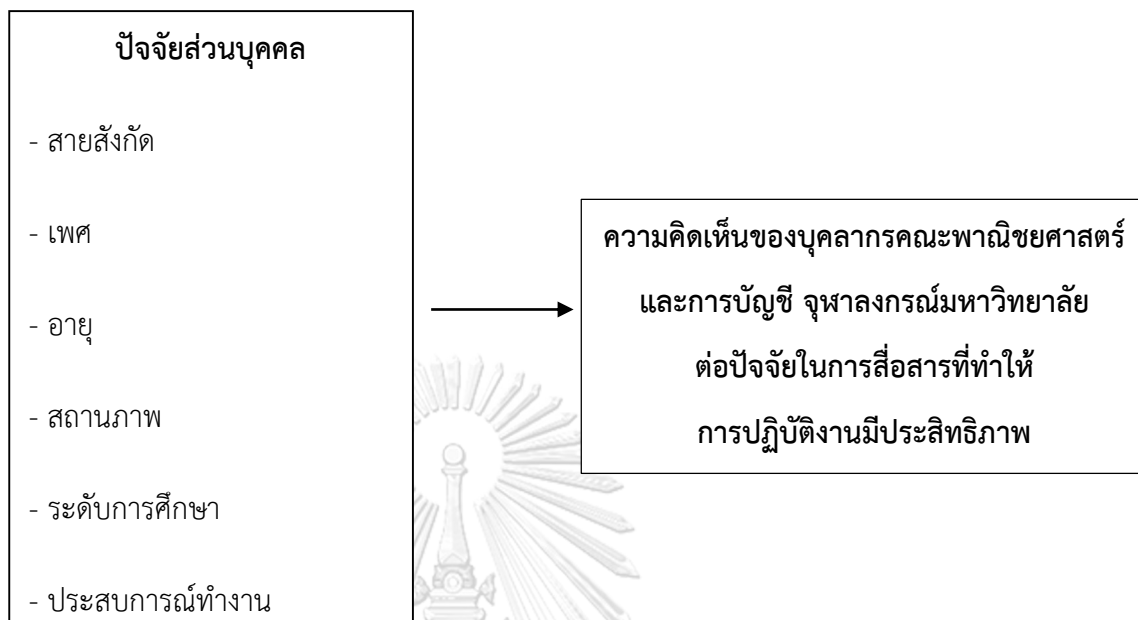 ปัจจัยส่วนบุคคล
- สายสังกัด
- เพศ
- อายุ
- สถานภาพ
- ระดับการศึกษา
- ประสบการณ์ทำงาน
ความคิดเห็นของบุคลากรคณะพาณิชยศาสตร์
และการบัญชี จุฬาลงกรณ์มหาวิทยาลัย
ต่อปัจจัยในการสื่อสารที่ทำให้
การปฏิบัติงานมีประสิทธิภาพ